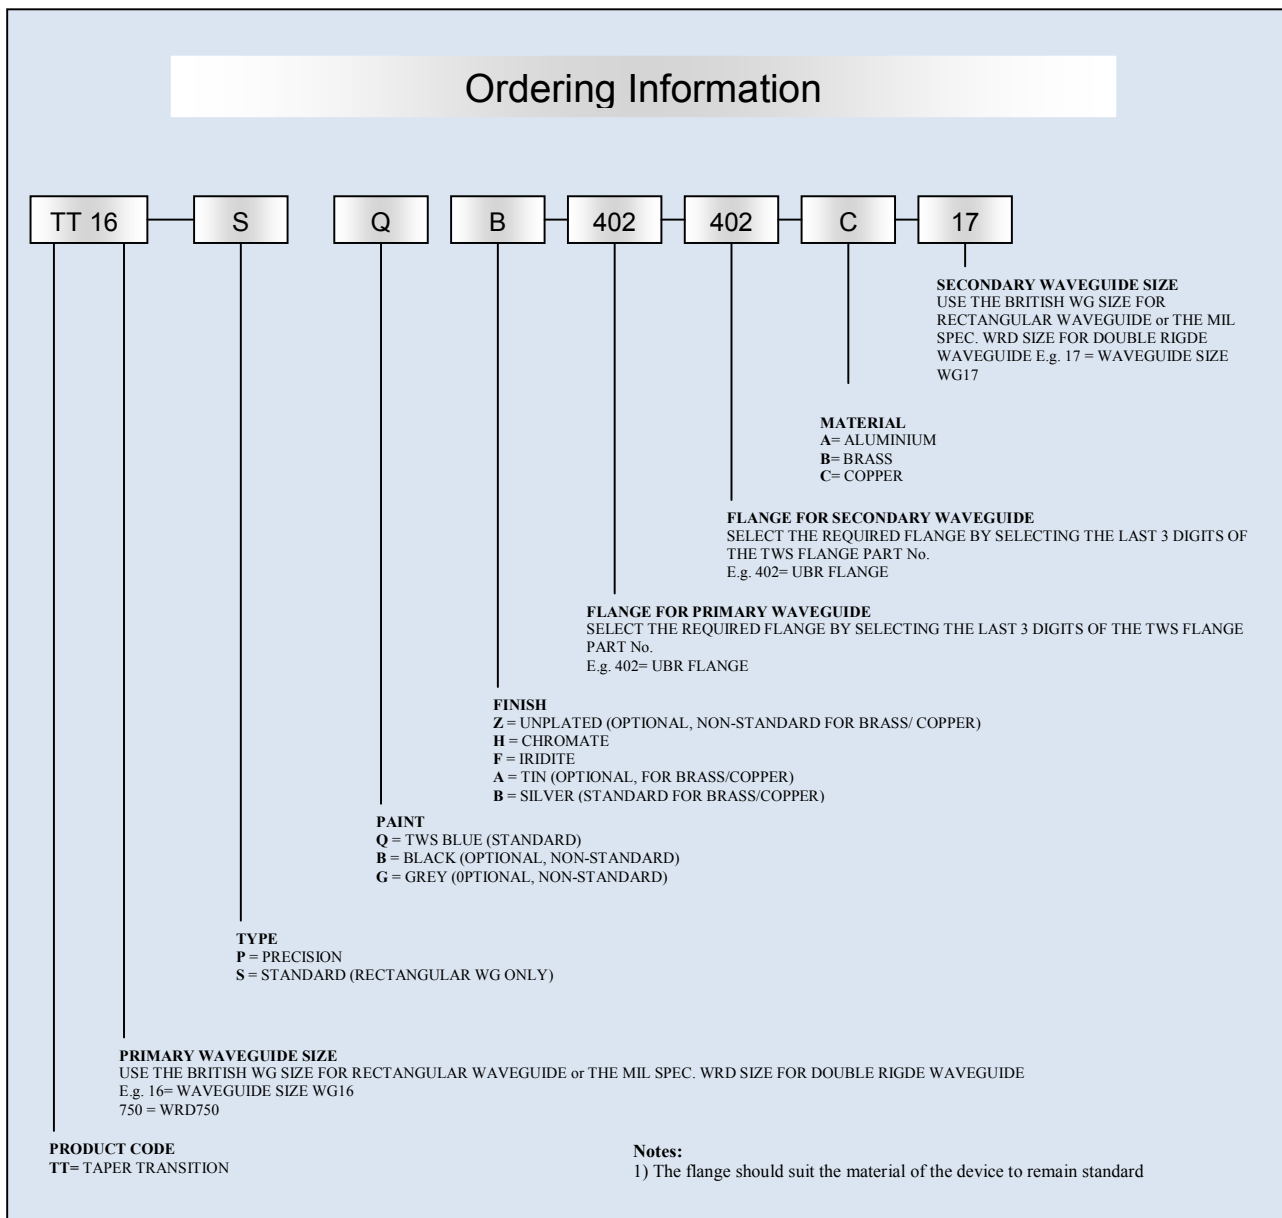 Ordering Information
TT 16 S Q B 402 402 C 17
SECONDARY WAVEGUIDE SIZE
USE THE BRITISH WG SIZE FOR
RECTANGULAR WAVEGUIDE or THE MIL
SPEC. WRD SIZE FOR DOUBLE RIGDE
WAVEGUIDE E.g. 17 = WAVEGUIDE SIZE
WG17
MATERIAL
A= ALUMINIUM
B= BRASS
C= COPPER
FLANGE FOR SECONDARY WAVEGUIDE
SELECT THE REQUIRED FLANGE BY SELECTING THE LAST 3 DIGITS OF
THE TWS FLANGE PART No.
E.g. 402= UBR FLANGE
FLANGE FOR PRIMARY WAVEGUIDE
SELECT THE REQUIRED FLANGE BY SELECTING THE LAST 3 DIGITS OF THE TWS FLANGE
PART No.
E.g. 402= UBR FLANGE
FINISH
Z = UNPLATED (OPTIONAL, NON-STANDARD FOR BRASS/ COPPER)
H = CHROMATE
F = IRIDITE
A = TIN (OPTIONAL, FOR BRASS/COPPER)
B = SILVER (STANDARD FOR BRASS/COPPER)
PAINT
Q = TWS BLUE (STANDARD)
B = BLACK (OPTIONAL, NON-STANDARD)
G = GREY (0PTIONAL, NON-STANDARD)
TYPE
P = PRECISION
S = STANDARD (RECTANGULAR WG ONLY)
PRIMARY WAVEGUIDE SIZE
USE THE BRITISH WG SIZE FOR RECTANGULAR WAVEGUIDE or THE MIL SPEC. WRD SIZE FOR DOUBLE RIGDE WAVEGUIDE
E.g. 16= WAVEGUIDE SIZE WG16
750 = WRD750
PRODUCT CODE
TT= TAPER TRANSITION
Notes:
1) The flange should suit the material of the device to remain standard